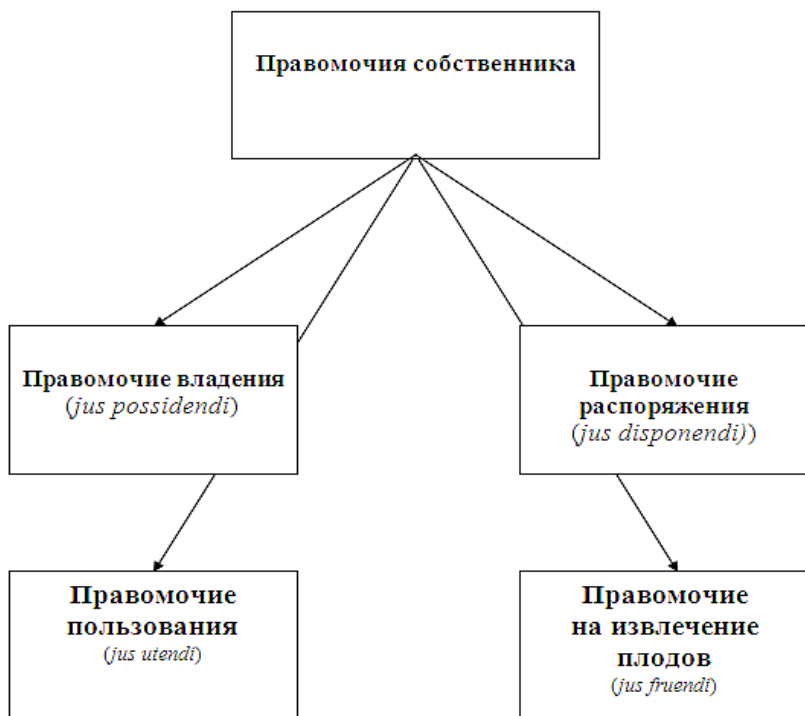 Правомочия собственника
Правомочие владения
(jus possidendi)
Правомочие
распоряжения
(jus disponendi))
Правомочие
пользования
(jus utendi)
Правомочие
на извлечение
плодов
(jus fruendi)